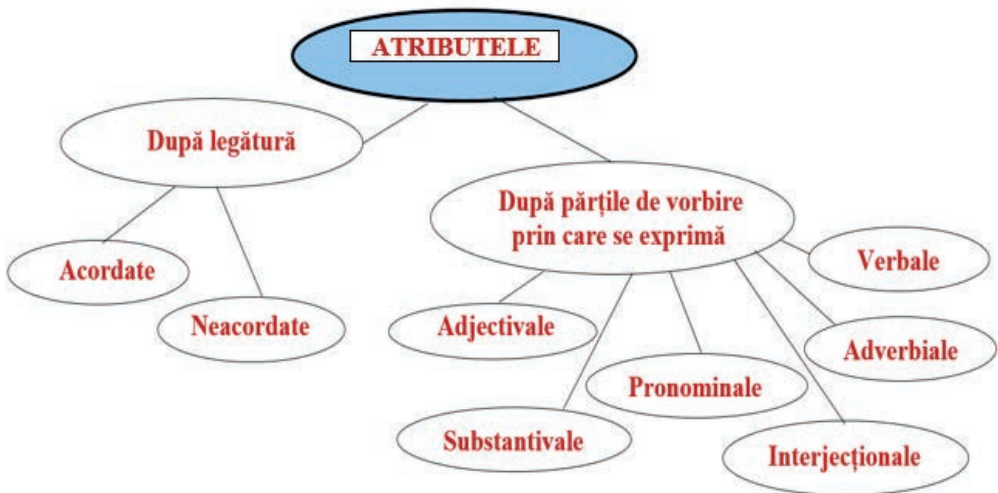 ATRIBUTELE
După legătură
Acordate
Neacordate
După părțile de vorbire
prin care se exprimă
Adjectivale
Substantivale
Pronominale
Interjecționale
Adverbiale
Verbale